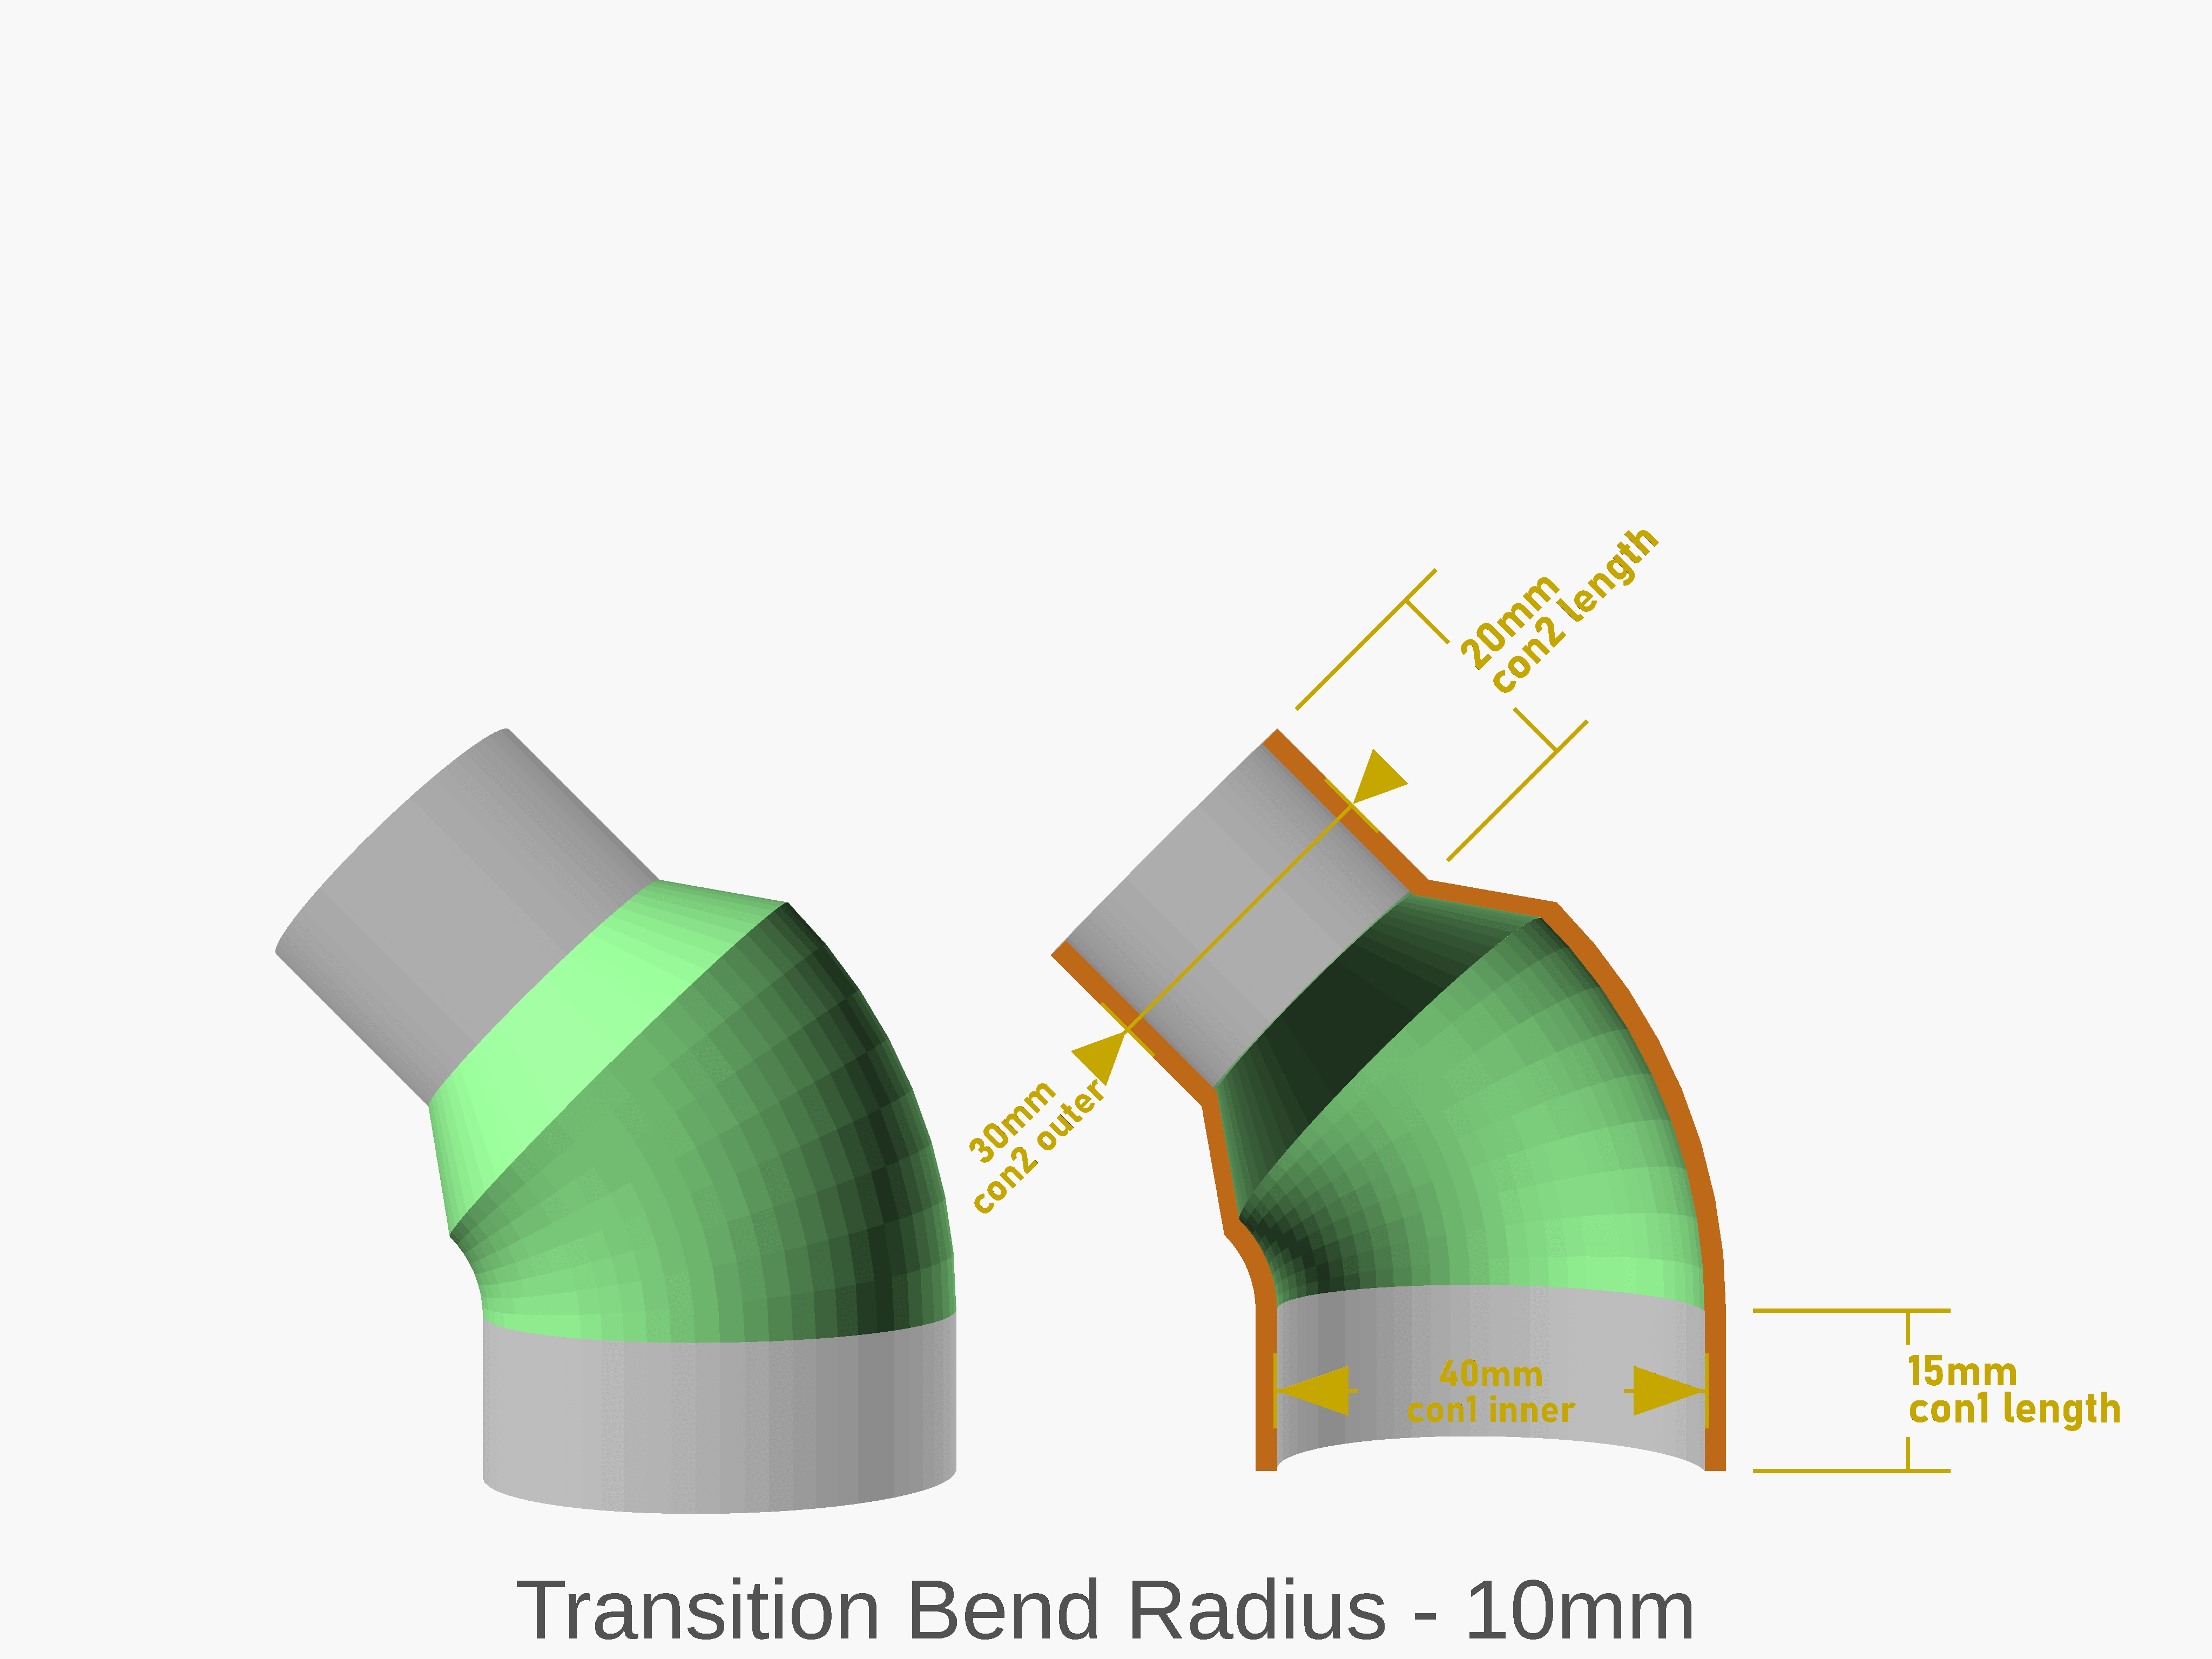 20mm
con2 length
30mm
con2 outer
40mm
con1 inner
15mm
con1 length
Transition Bend Radius - 10mm